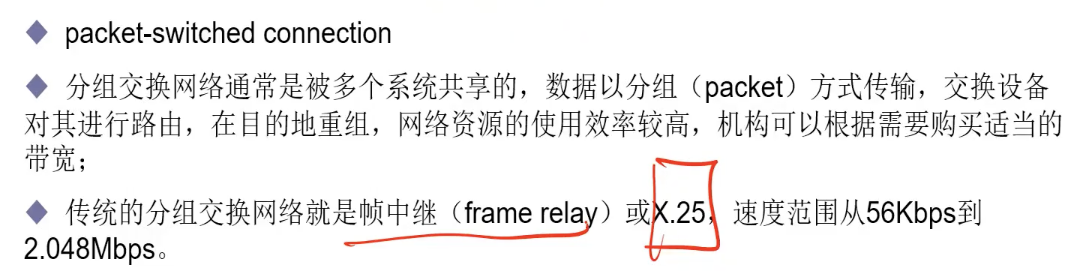 ◆ packet-switched connection
◆ 分组交换网络通常是被多个系统共享的，数据以分组（packet）方式传输，交换设备
对其进行路由，在目的地重组，网络资源的使用效率较高，机构可以根据需要购买适当的
带宽；
◆ 传统的分组交换网络就是帧中继（frame relay）或X.25，速度范围从56Kbps到
2.048Mbps。